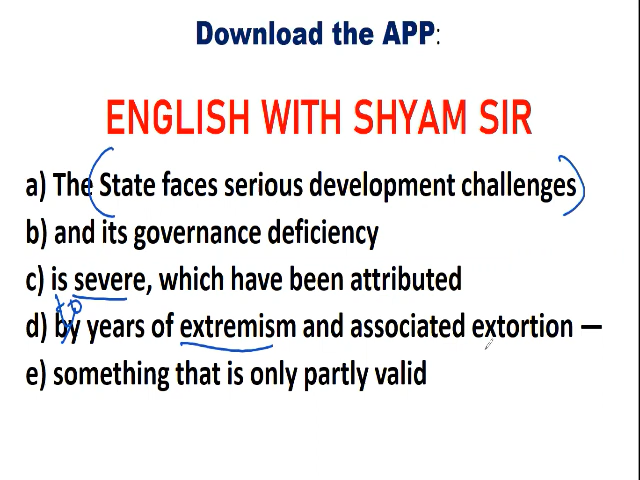 Download the APP:
ENGLISH WITH SHYAM SIR
a) The State faces serious development challenges
b) and its governance deficiency
c) is severe, which have been attributed
to
d) by years of extremism and associated extortion —
e) something that is only partly valid